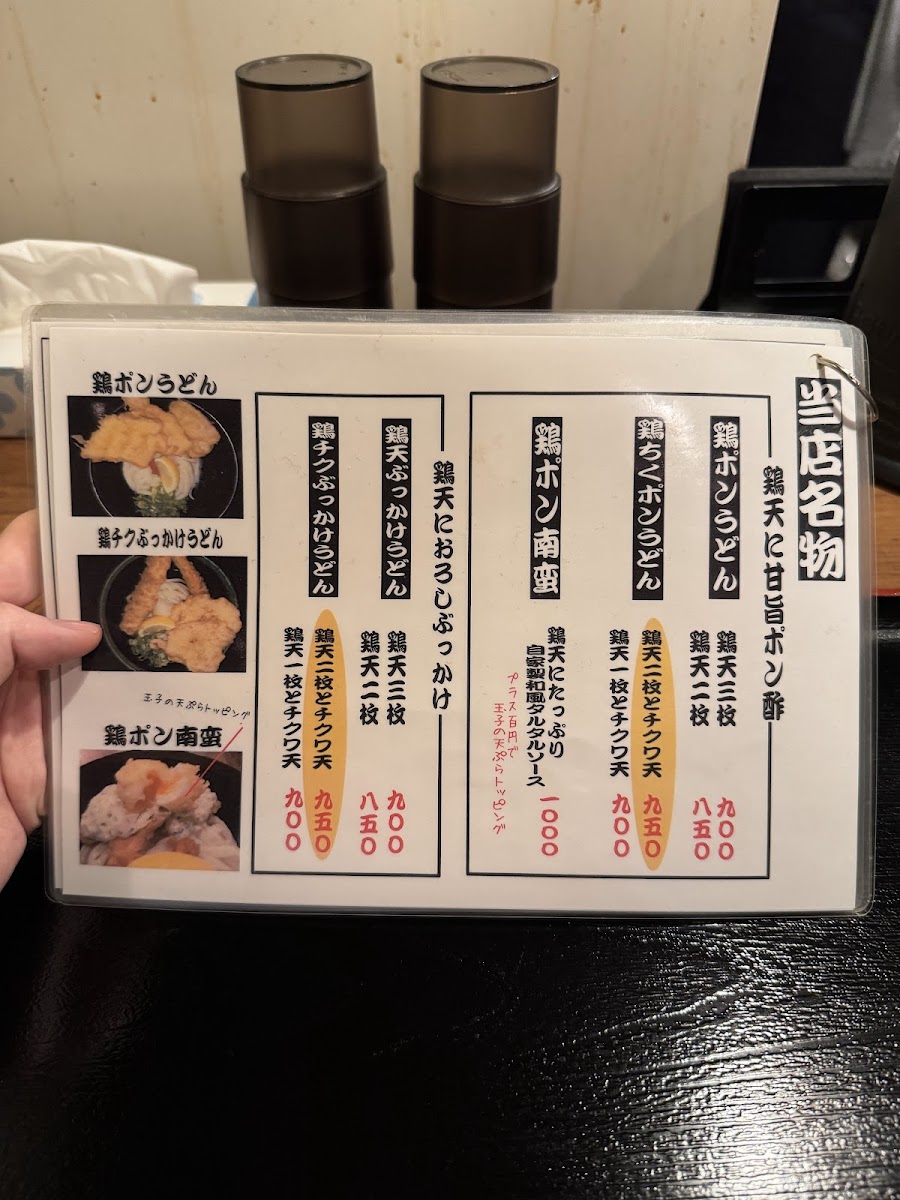 当店名物
鶏天に甘旨ポン酢
鶏ポンうどん
鶏天三枚
九〇〇
鶏天二枚
八五〇
鶏ちくポンうどん
鶏天二枚とチクワ天
九五〇
鶏天一枚とチクワ天
九〇〇
鶏ポン南蛮
鶏天にたっぷり
自家製和風タルタルソース
一〇〇〇
プラス百円で
玉子の天ぷらトッピング
鶏天におろしぶっかけ
鶏天ぶっかけうどん
鶏天三枚
九〇〇
鶏天二枚
八五〇
鶏チクぶっかけうどん
鶏天二枚とチクワ天
九五〇
鶏天一枚とチクワ天
九〇〇
鶏ポンうどん
鶏チクぶっかけうどん
玉子の天ぷらトッピング
鶏ポン南蛮